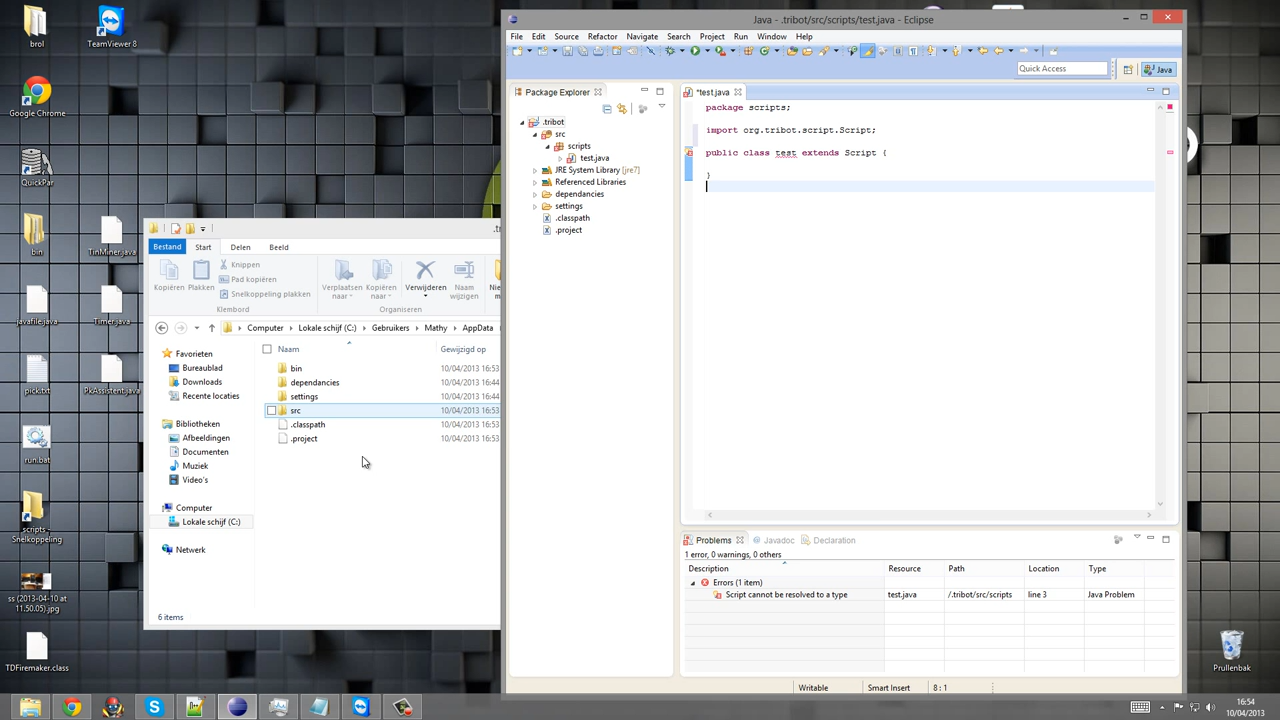 brol
TeamViewer 8
Google Chrome
QuickPar
bin
TinMiner.java
javafile.java
Timer.java
pick.txt
PkAssistent.java
run.bat
scripts -
Snelkoppeling
ss (2013-04-10 at
11.50.05).jpg
TDFiremaker.class
Prullenbak
Java - .tribot/src/scripts/test.java - Eclipse
File Edit Source Refactor Navigate Search Project Run Window Help
Quick Access
Java
Package Explorer
.tribot
src
scripts
test.java
JRE System Library [jre7]
Referenced Libraries
dependancies
settings
.classpath
.project
*test.java
package scripts;
import org.tribot.script.Script;
public class test extends Script {
}
Problems Javadoc Declaration
1 error, 0 warnings, 0 others
Description Resource Path Location Type
Errors (1 item)
Script cannot be resolved to a type test.java /.tribot/src/scripts line 3 Java Problem
Writable Smart Insert 8 : 1
Bestand Start Delen Beeld
Kopiëren Plakken
Knippen
Pad kopiëren
Snelkoppeling plakken
Klembord
Verplaatsen
naar
Kopiëren
naar
Verwijderen
Naam
wijzigen
Organiseren
Computer Lokale schijf (C:) Gebruikers Mathy AppData
Favorieten
Bureaublad
Downloads
Recente locaties
Bibliotheken
Afbeeldingen
Documenten
Muziek
Video's
Computer
Lokale schijf (C:)
Netwerk
Naam Gewijzigd op
bin 10/04/2013 16:53
dependancies 10/04/2013 16:44
settings 10/04/2013 16:44
src 10/04/2013 16:53
.classpath 10/04/2013 16:53
.project 10/04/2013 16:53
6 items
16:54
10/04/2013